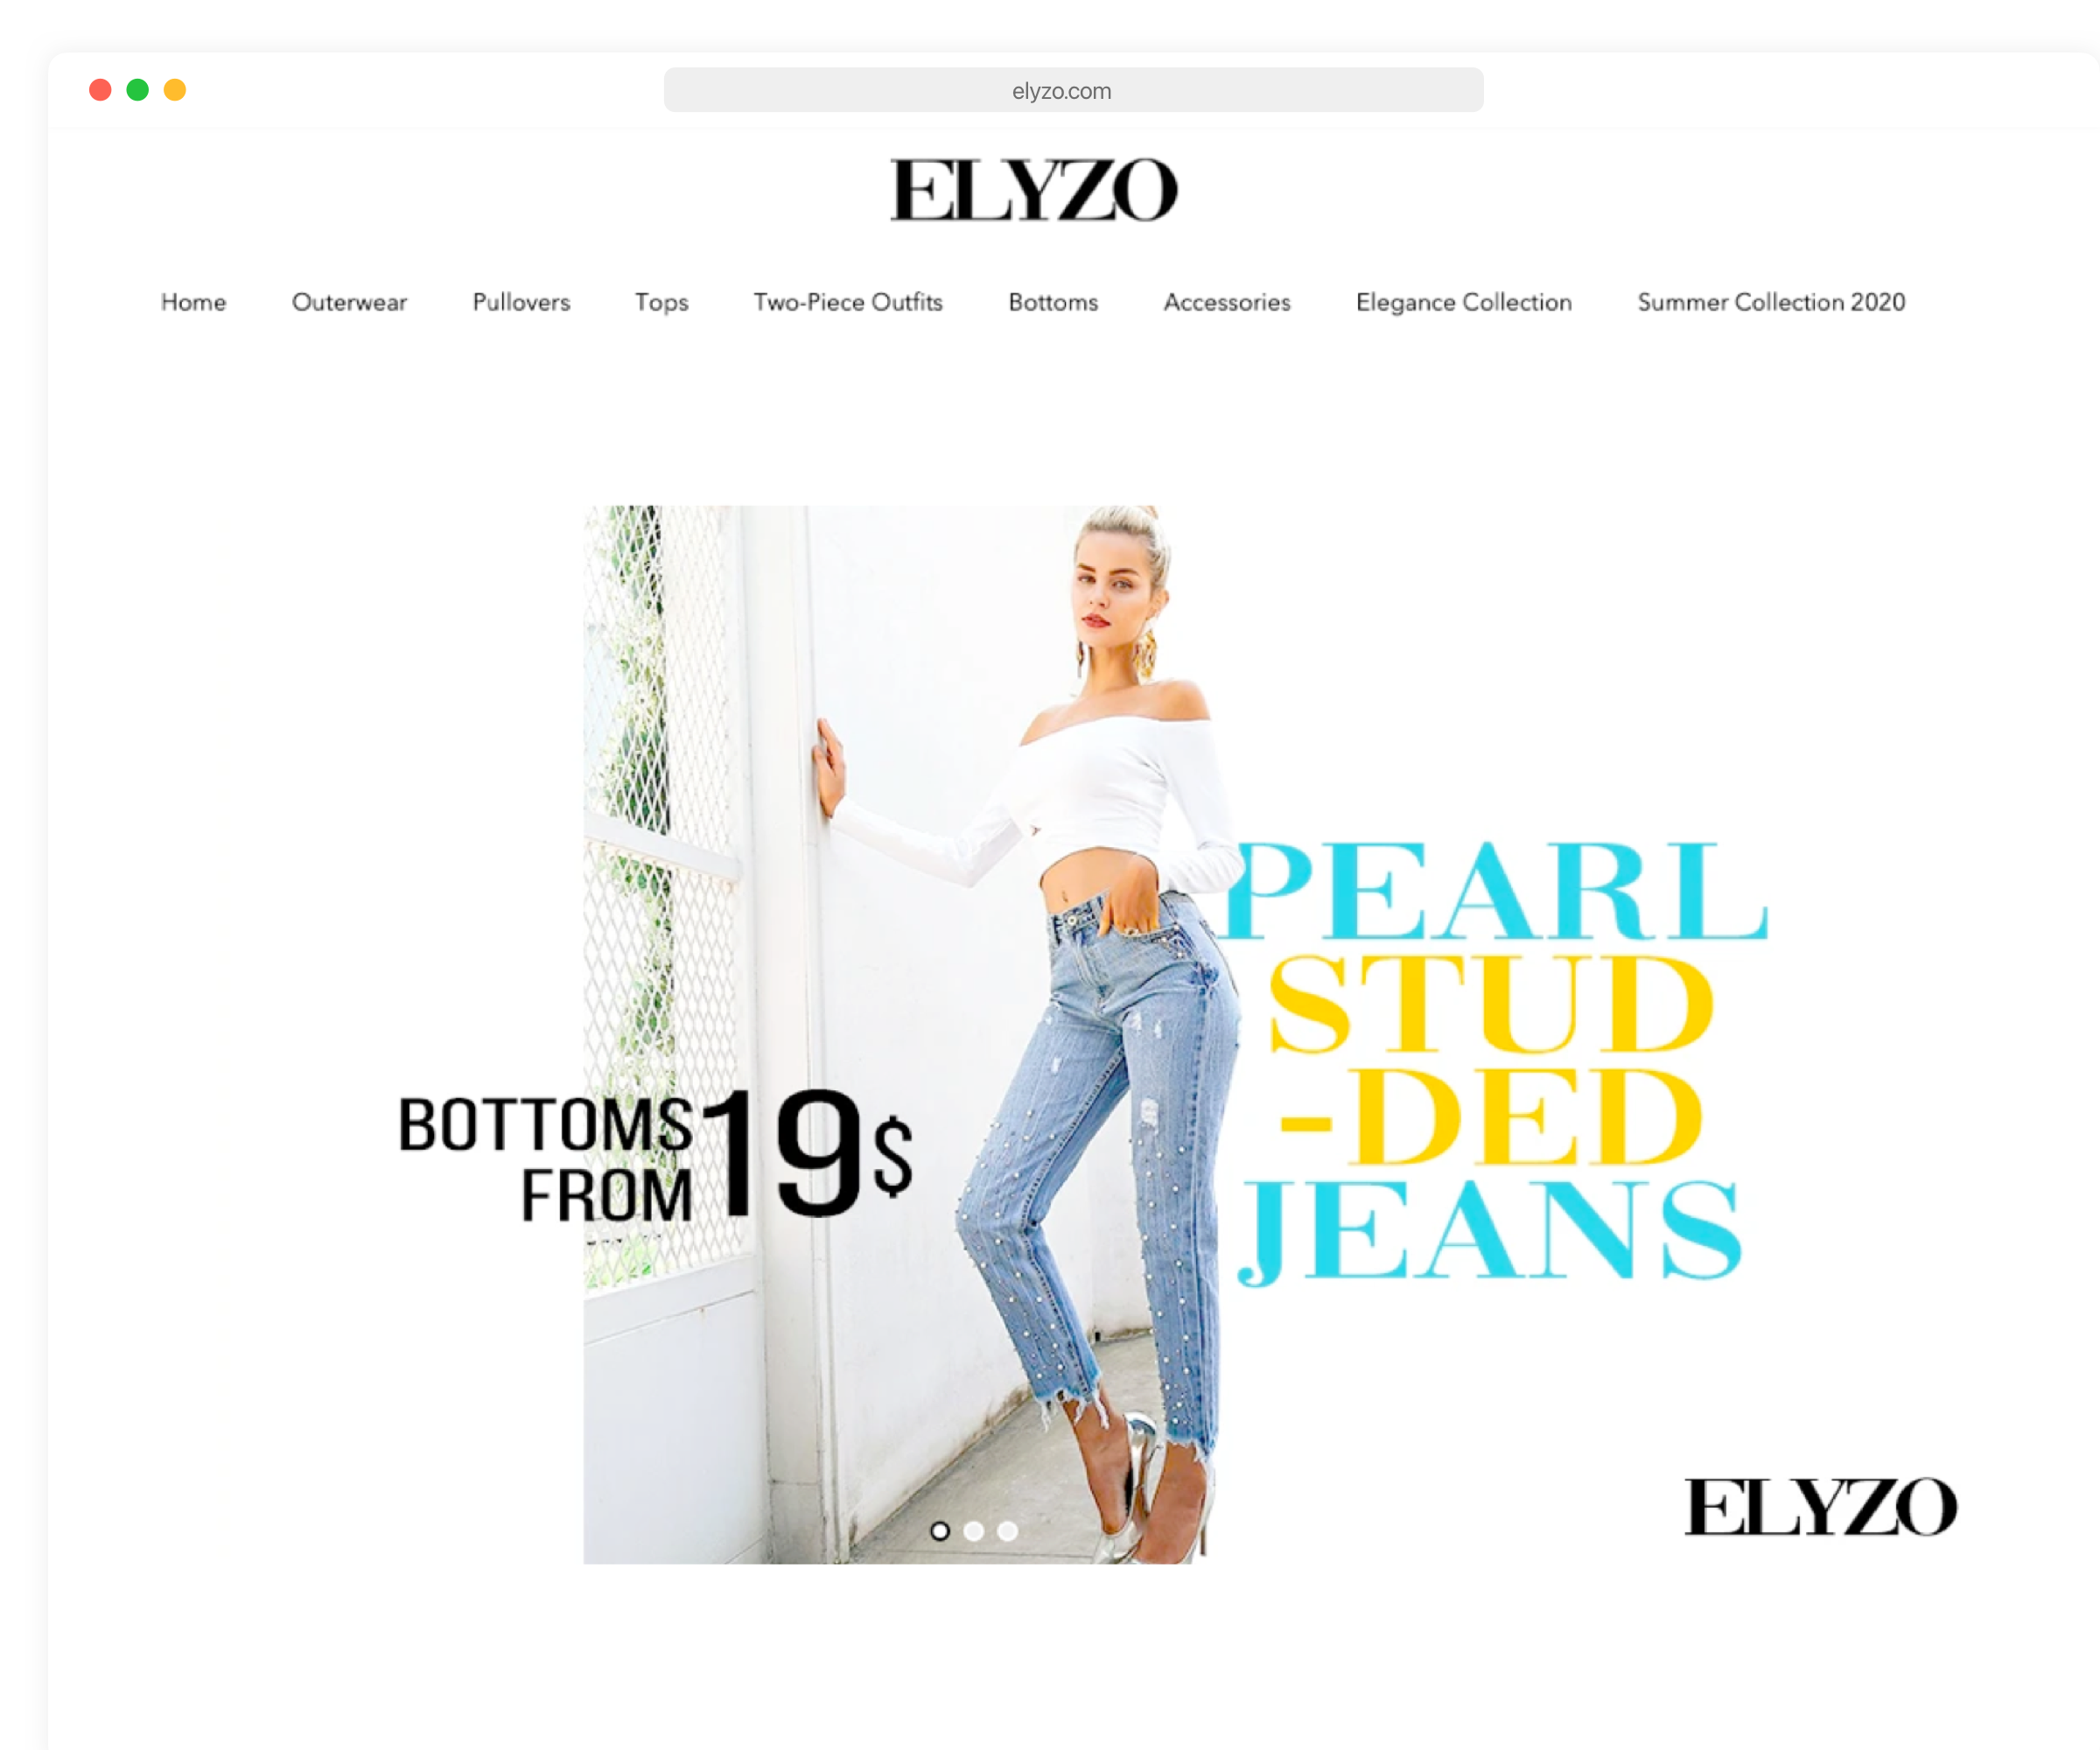 elyzo.com
ELYZO
Home Outerwear Pullovers Tops Two-Piece Outfits Bottoms Accessories Elegance Collection Summer Collection 2020
PEARL
STUD
-DED
JEANS
BOTTOMS
FROM 19$
ELYZO